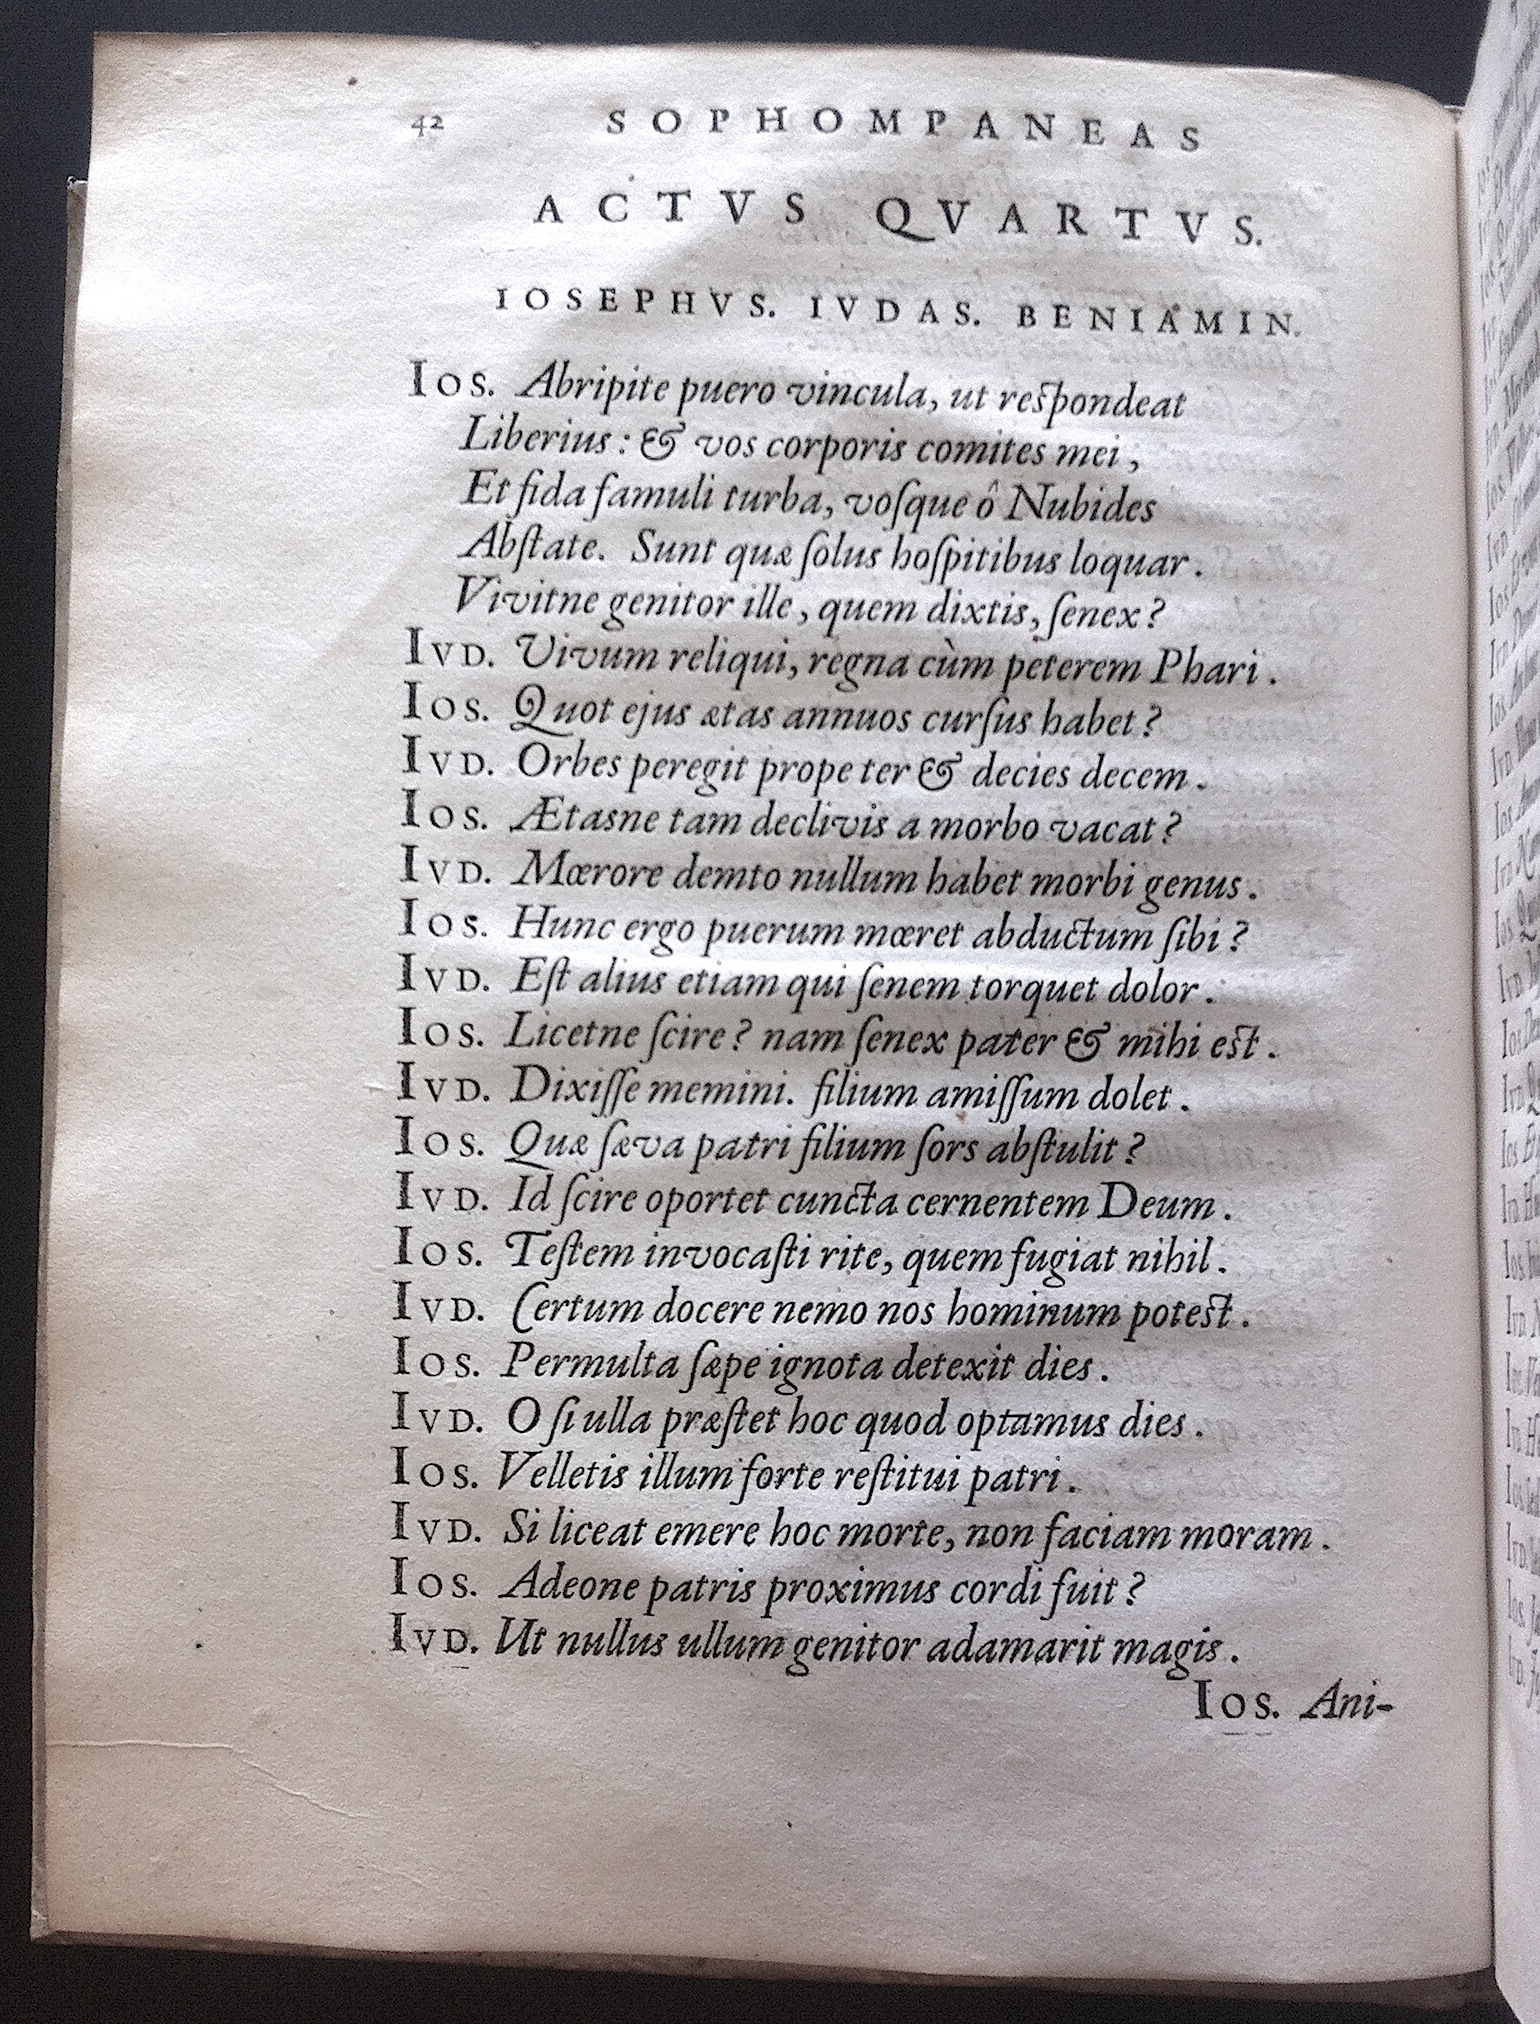 42 SOPHOMPANEAS
ACTVS QVARTVS.
IOSEPHVS. IVDAS. BENIAMIN.
Ios. Abripite puero vincula, ut reſpondeat
Liberius: & vos corporis comites mei,
Et fida famuli turba, voſque ô Nubides
Abſtate. Sunt quæ ſolus hoſpitibus loquar.
Vivitne genitor ille, quem dixtis, ſenex?
IVD. Vivum reliqui, regna cùm peterem Phari.
Ios. Quot ejus ætas annuos curſus habet?
IVD. Orbes peregit prope ter & decies decem.
Ios. Ætasne tam declivis a morbo vacat?
IVD. Mœrore demto nullum habet morbi genus.
Ios. Hunc ergo puerum mœret abductum ſibi?
IVD. Eſt alius etiam qui ſenem torquet dolor.
Ios. Licetne ſcire? nam ſenex pater & mihi eſt.
IVD. Dixiſſe memini. filium amiſſum dolet.
Ios. Quæ ſæva patri filium ſors abſtulit?
IVD. Id ſcire oportet cuncta cernentem Deum.
Ios. Teſtem invocaſti rite, quem fugiat nihil.
IVD. Certum docere nemo nos hominum poteſt.
Ios. Permulta ſæpe ignota detexit dies.
IVD. O ſi ulla præſtet hoc quod optamus dies.
Ios. Velletis illum forte reſtitui patri.
IVD. Si liceat emere hoc morte, non faciam moram.
Ios. Adeone patris proximus cordi fuit?
IVD. Ut nullus ullum genitor adamarit magis.
Ios. Ani-